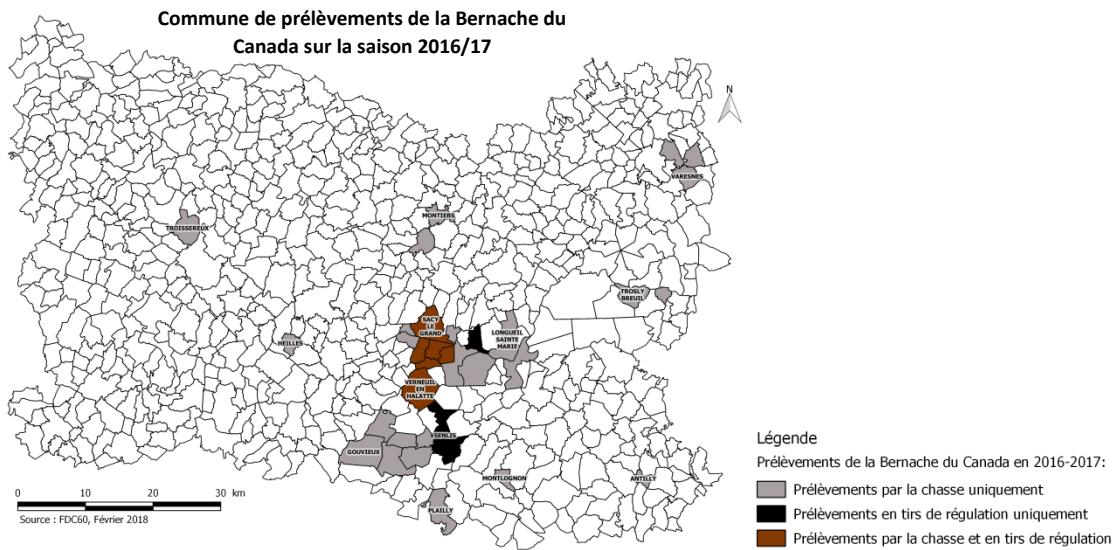 Commune de prélèvements de la Bernache du
Canada sur la saison 2016/17
N
VARESNES
MONTIERS
TROISSEREUX
TROSLY
BREUIL
SACY
LE
GRAND
LONGUEIL
SAINTE
MARIE
HEILLES
VERNEUIL
EN
HALATTE
SENLIS
GOUVIEUX
MONTLOGNON
ANTILLY
PLAILLY
0 10 20 30 km
Source : FDC60, Février 2018
Légende
Prélèvements de la Bernache du Canada en 2016-2017:
Prélèvements par la chasse uniquement
Prélèvements en tirs de régulation uniquement
Prélèvements par la chasse et en tirs de régulation